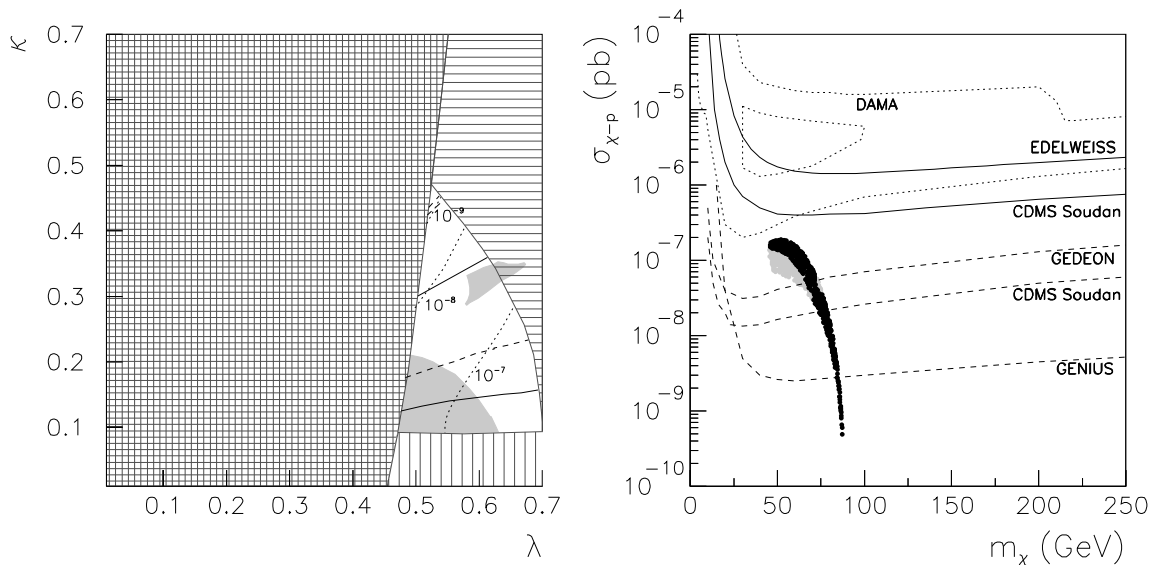 κ
0.7
0.6
0.5
0.4
0.3
0.2
0.1
10⁻⁹
10⁻⁸
10⁻⁷
0.1 0.2 0.3 0.4 0.5 0.6 0.7
λ
σχ-p (pb)
10⁻⁴
10⁻⁵
10⁻⁶
10⁻⁷
10⁻⁸
10⁻⁹
10⁻¹⁰
DAMA
EDELWEISS
CDMS Soudan
GEDEON
CDMS Soudan
GENIUS
0 50 100 150 200 250
mχ (GeV)